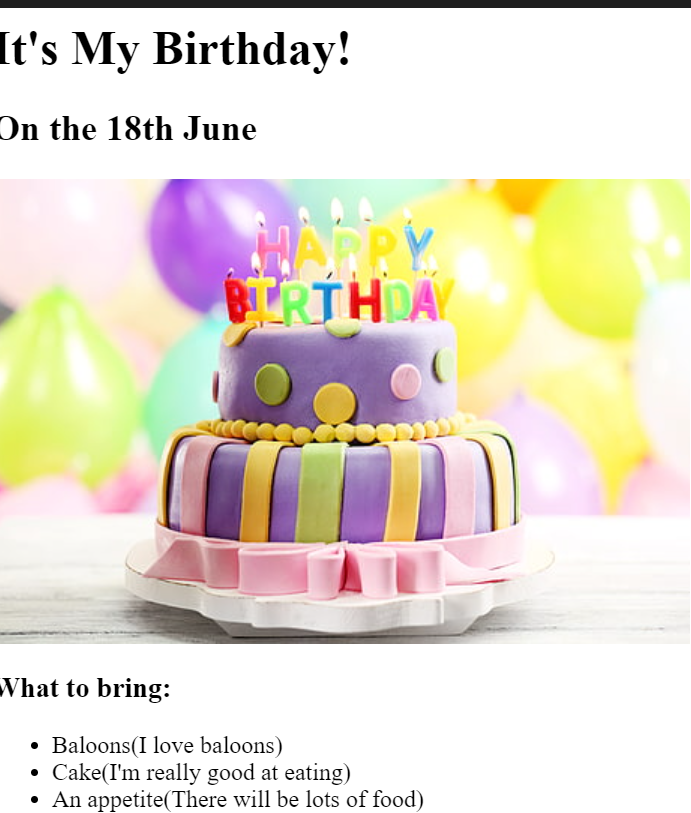 It's My Birthday!
On the 18th June
HAPPY
BIRTHDAY
What to bring:
Baloons(I love baloons)
Cake(I'm really good at eating)
An appetite(There will be lots of food)